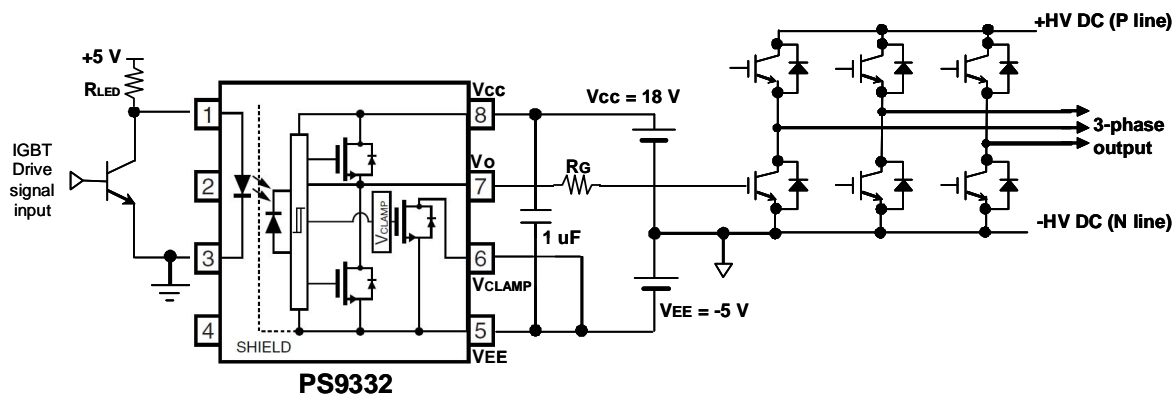 +HV DC (P line)
+5 V
RLED
Vcc
Vcc = 18 V
1
8
3-phase
output
IGBT
Drive
signal
input
Vo
RG
2
7
VCLAMP
1 uF
-HV DC (N line)
3
6
VCLAMP
VEE = -5 V
4
5
SHIELD
VEE
PS9332